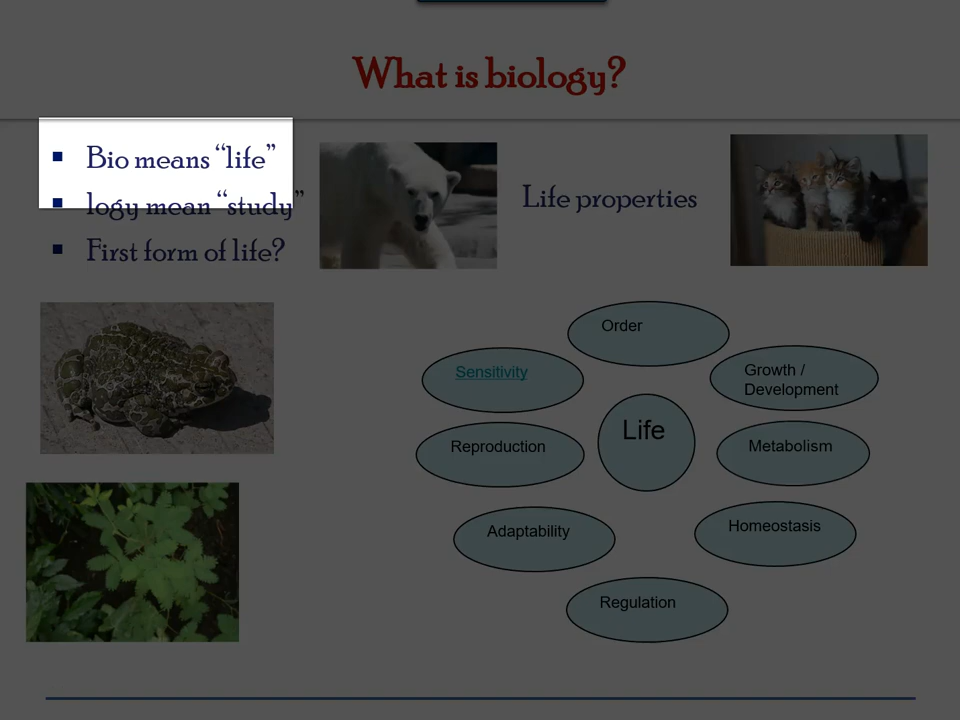 What is biology?
Bio means “life”
logy mean “study”
First form of life?
Life properties
Order
Sensitivity
Growth /
Development
Life
Reproduction
Metabolism
Adaptability
Homeostasis
Regulation